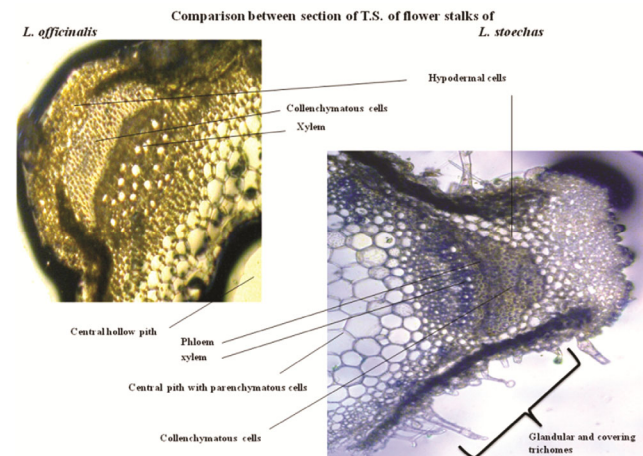 Comparison between section of T.S. of flower stalks of
L. officinalis
L. stoechas
Hypodermal cells
Collenchymatous cells
Xylem
Central hollow pith
Phloem
xylem
Central pith with parenchymatous cells
Collenchymatous cells
Glandular and covering
trichomes